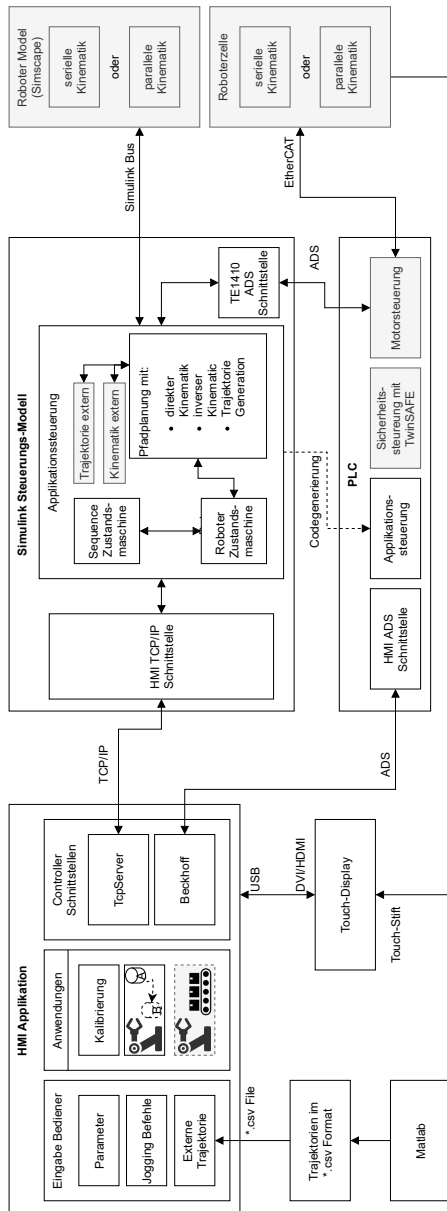 HMI Applikation
Eingabe Bediener
Parameter
Jogging Befehle
Externe
Trajektorie
Anwendungen
Kalibrierung
A
B
Controller
Schnittstellen
TcpServer
Beckhoff
*.csv File
Trajektorien im
*.csv Format
Matlab
USB
DVI/HDMI
Touch-Display
Touch-Stift
TCP/IP
ADS
Simulink Steuerungs-Modell
HMI TCP/IP
Schnittstelle
Applikationssteuerung
Sequence
Zustands-
maschine
Roboter
Zustands-
maschine
Trajektorie extern
Kinematik extern
Pfadplanung mit:
• direkter
Kinematik
• inverser
Kinematic
• Trajektorie
Generation
TE1410
ADS
Schnittstelle
Codegenerierung
ADS
Simulink Bus
PLC
HMI ADS
Schnittstelle
Applikations-
steuerung
Sicherheits-
steureung mit
TwinSAFE
Motorsteuerung
EtherCAT
Roboter Model
(Simscape)
serielle
Kinematik
oder
parallele
Kinematik
Roboterzelle
serielle
Kinematik
oder
parallele
Kinematik